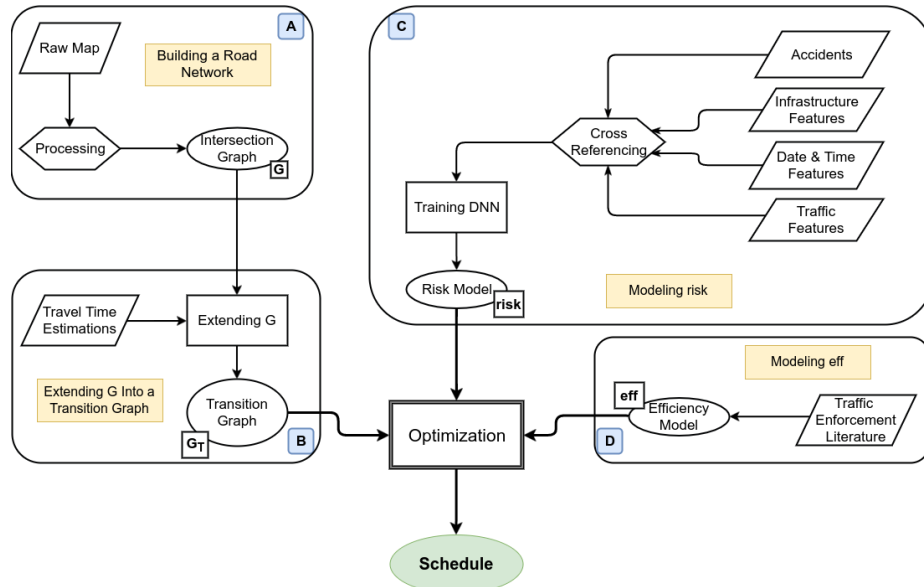 A
Raw Map
Building a Road
Network
Processing
Intersection
Graph
G
C
Accidents
Infrastructure
Features
Cross
Referencing
Date & Time
Features
Training DNN
Traffic
Features
Risk Model
risk
Modeling risk
Travel Time
Estimations
Extending G
Extending G Into a
Transition Graph
Transition
Graph
GT
B
Modeling eff
eff
Efficiency
Model
Traffic
Enforcement
Literature
D
Optimization
Schedule